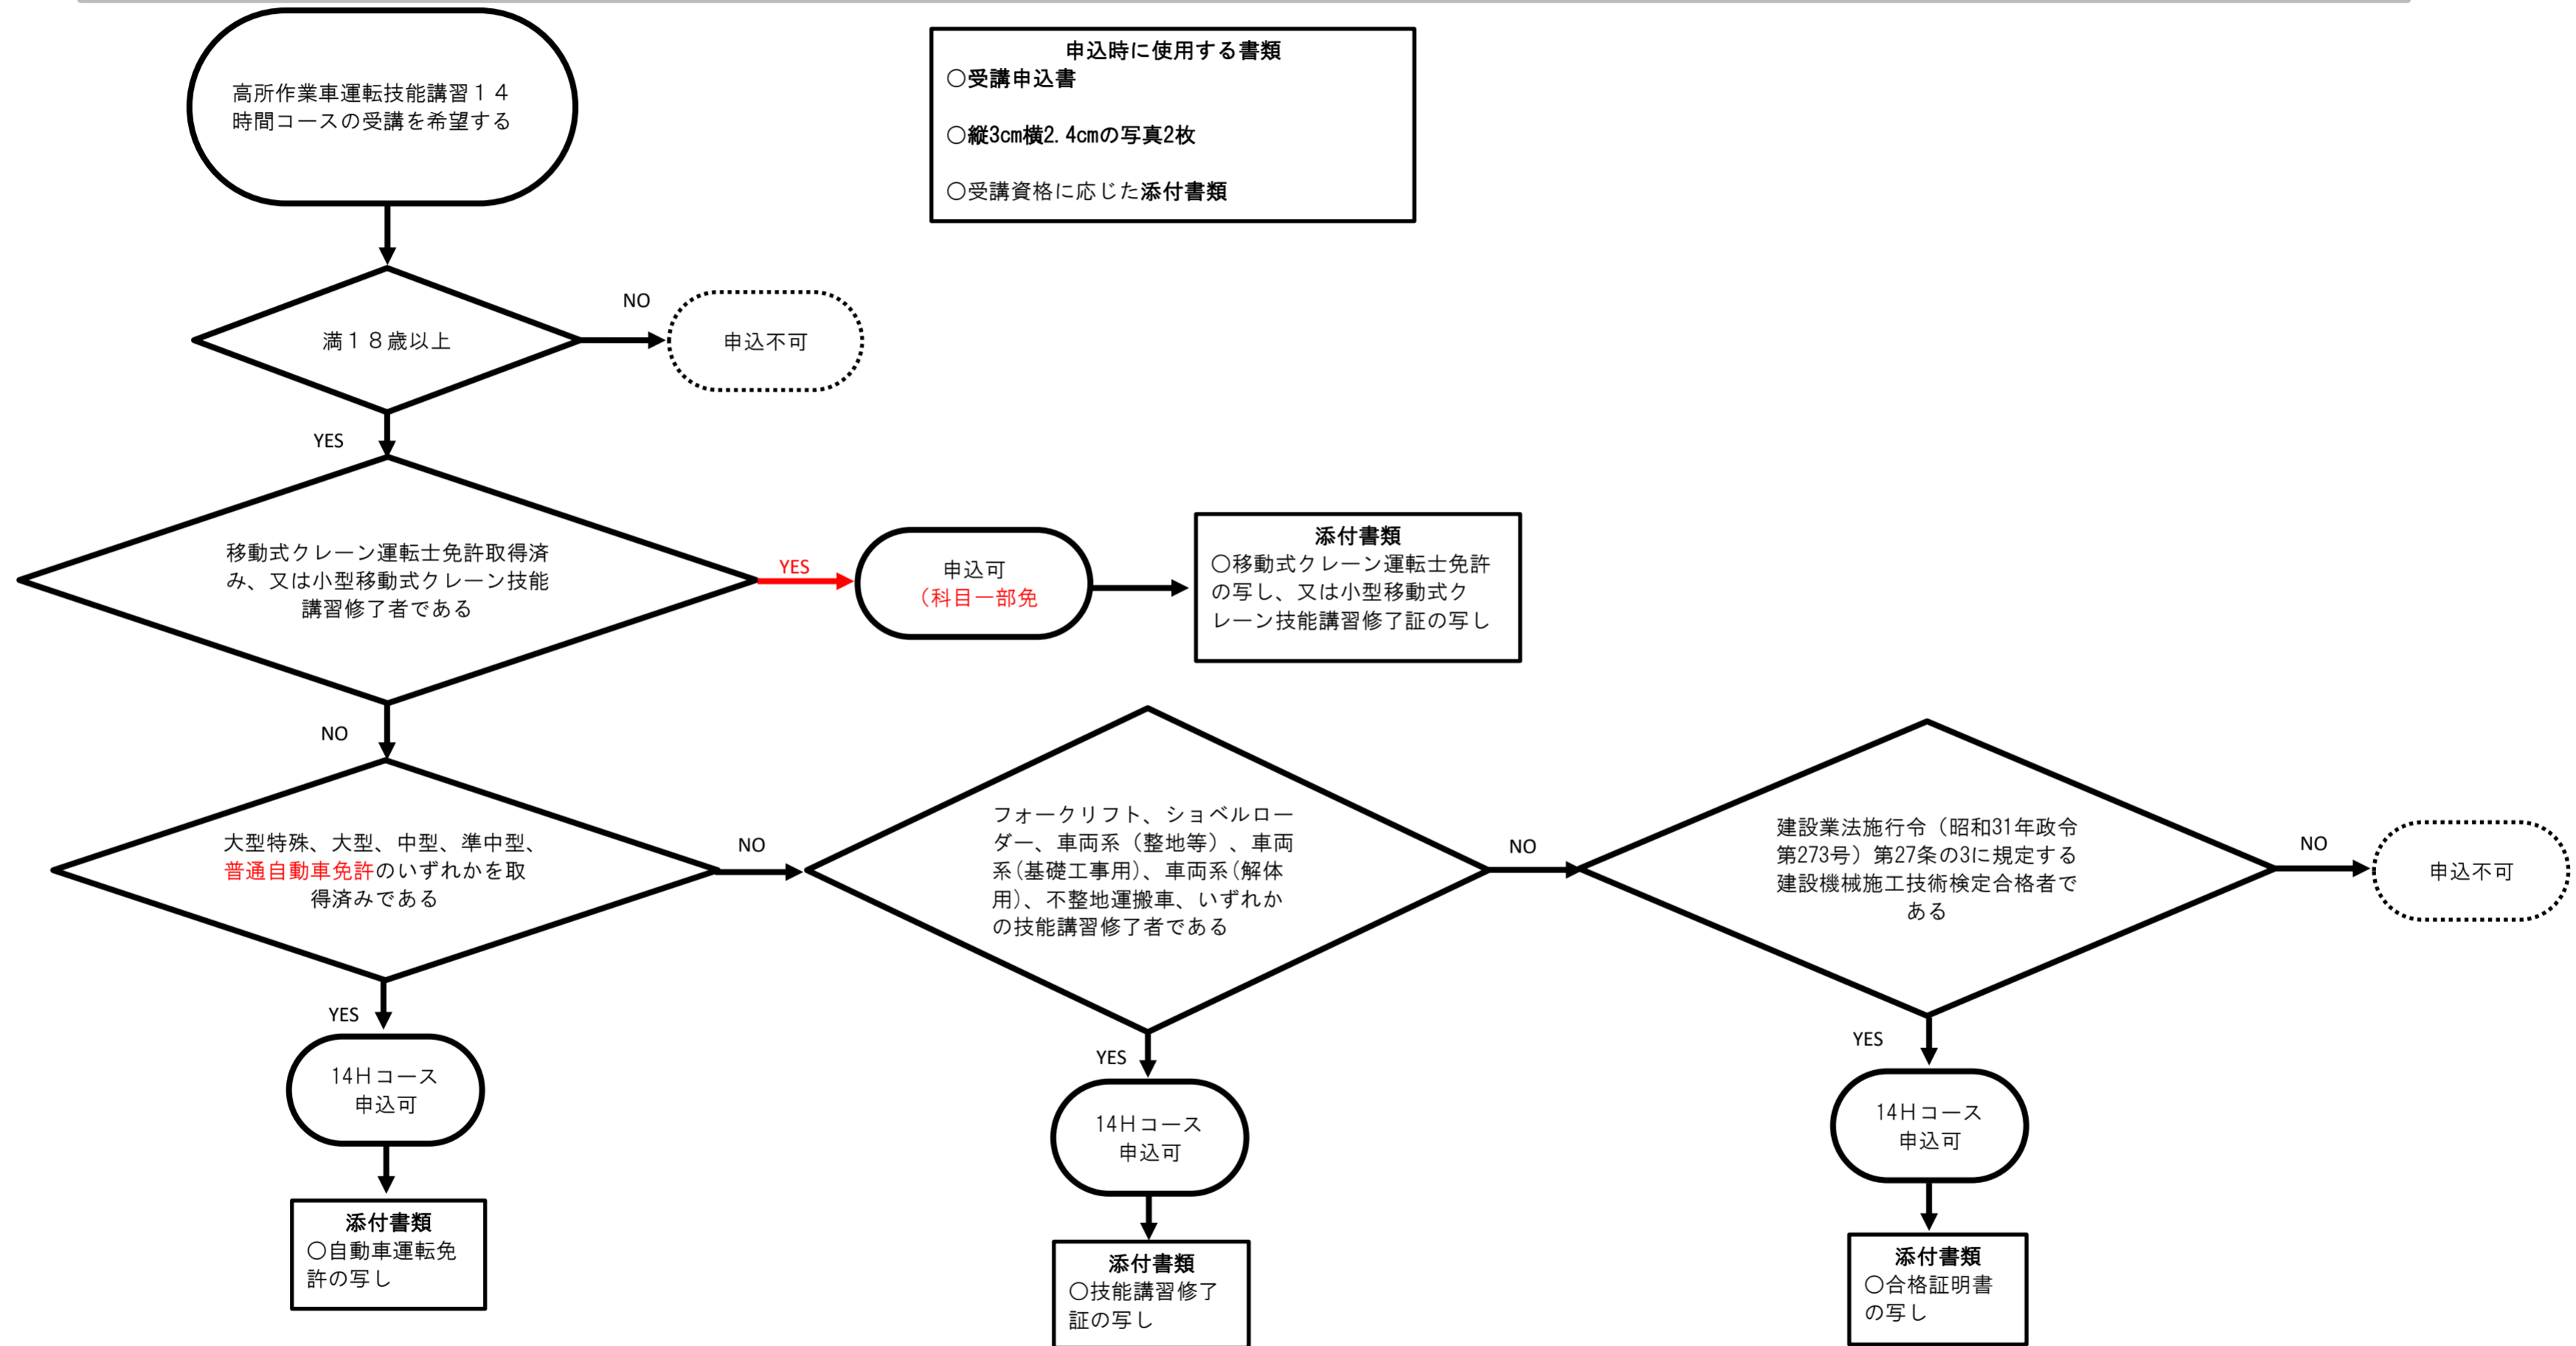 高所作業車運転技能講習１４
時間コースの受講を希望する
申込時に使用する書類
○受講申込書
○縦3cm横2.4cmの写真2枚
○受講資格に応じた添付書類
満１８歳以上
NO
申込不可
YES
移動式クレーン運転士免許取得済
み、又は小型移動式クレーン技能
講習修了者である
YES
申込可
（科目一部免
添付書類
○移動式クレーン運転士免許
の写し、又は小型移動式ク
レーン技能講習修了証の写し
NO
大型特殊、大型、中型、準中型、
普通自動車免許のいずれかを取
得済みである
NO
フォークリフト、ショベルロー
ダー、車両系（整地等）、車両
系(基礎工事用)、車両系(解体
用)、不整地運搬車、いずれか
の技能講習修了者である
NO
建設業法施行令（昭和31年政令
第273号）第27条の3に規定する
建設機械施工技術検定合格者で
ある
NO
申込不可
YES
14Hコース
申込可
添付書類
○自動車運転免
許の写し
YES
14Hコース
申込可
添付書類
○技能講習修了
証の写し
YES
14Hコース
申込可
添付書類
○合格証明書
の写し